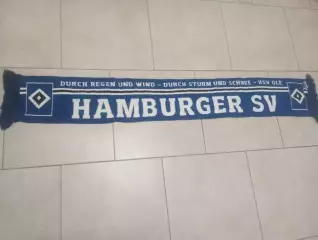 DURCH REGEN UND WIND - DURCH STURM UND SCHNEE - HSV OLÉ
HAMBURGER SV